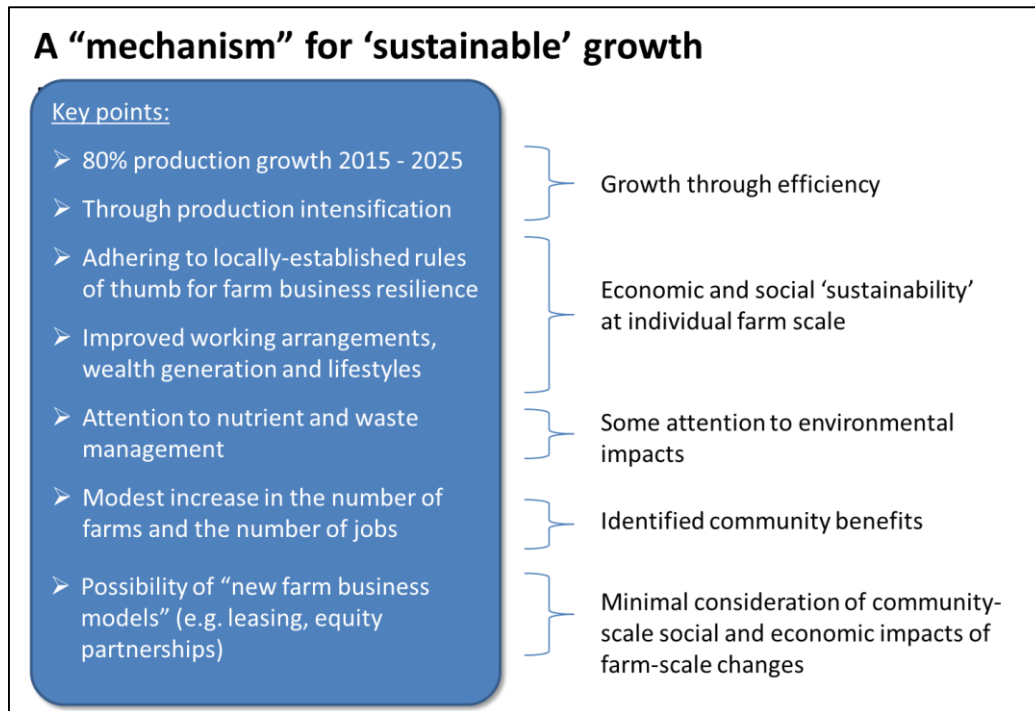 A “mechanism” for ‘sustainable’ growth
Key points:
➢ 80% production growth 2015 - 2025
➢ Through production intensification
Growth through efficiency
➢ Adhering to locally-established rules
of thumb for farm business resilience
➢ Improved working arrangements,
wealth generation and lifestyles
Economic and social ‘sustainability’
at individual farm scale
➢ Attention to nutrient and waste
management
Some attention to environmental
impacts
➢ Modest increase in the number of
farms and the number of jobs
Identified community benefits
➢ Possibility of “new farm business
models” (e.g. leasing, equity
partnerships)
Minimal consideration of community-
scale social and economic impacts of
farm-scale changes